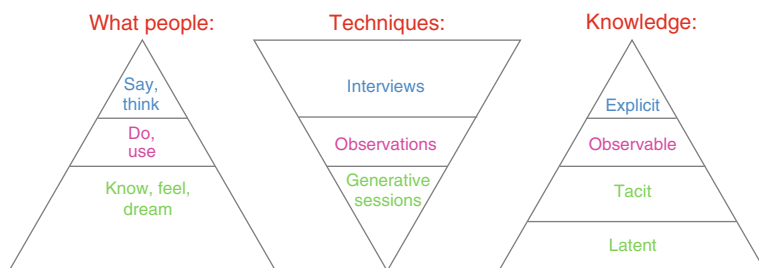 What people:
Say,
think
Do,
use
Know, feel,
dream
Techniques:
Interviews
Observations
Generative
sessions
Knowledge:
Explicit
Observable
Tacit
Latent